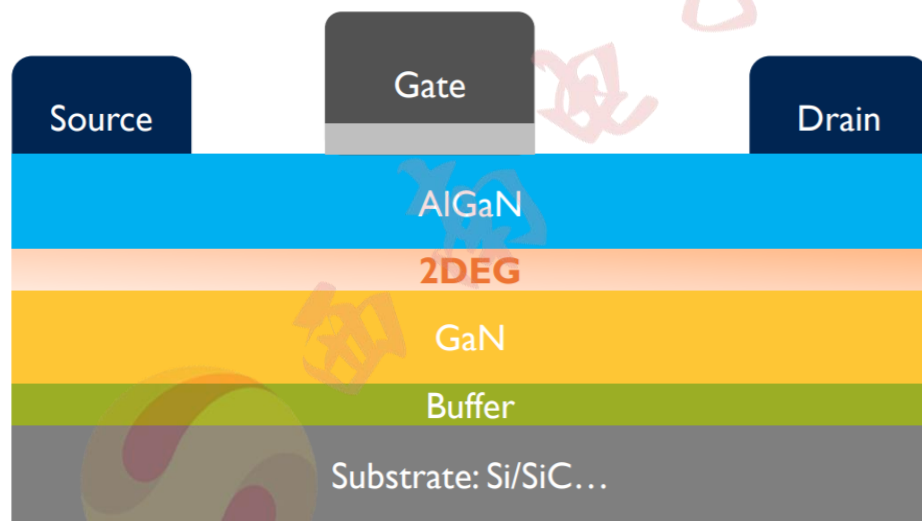 Gate
Source
Drain
AlGaN
2DEG
GaN
Buffer
Substrate: Si/SiC…